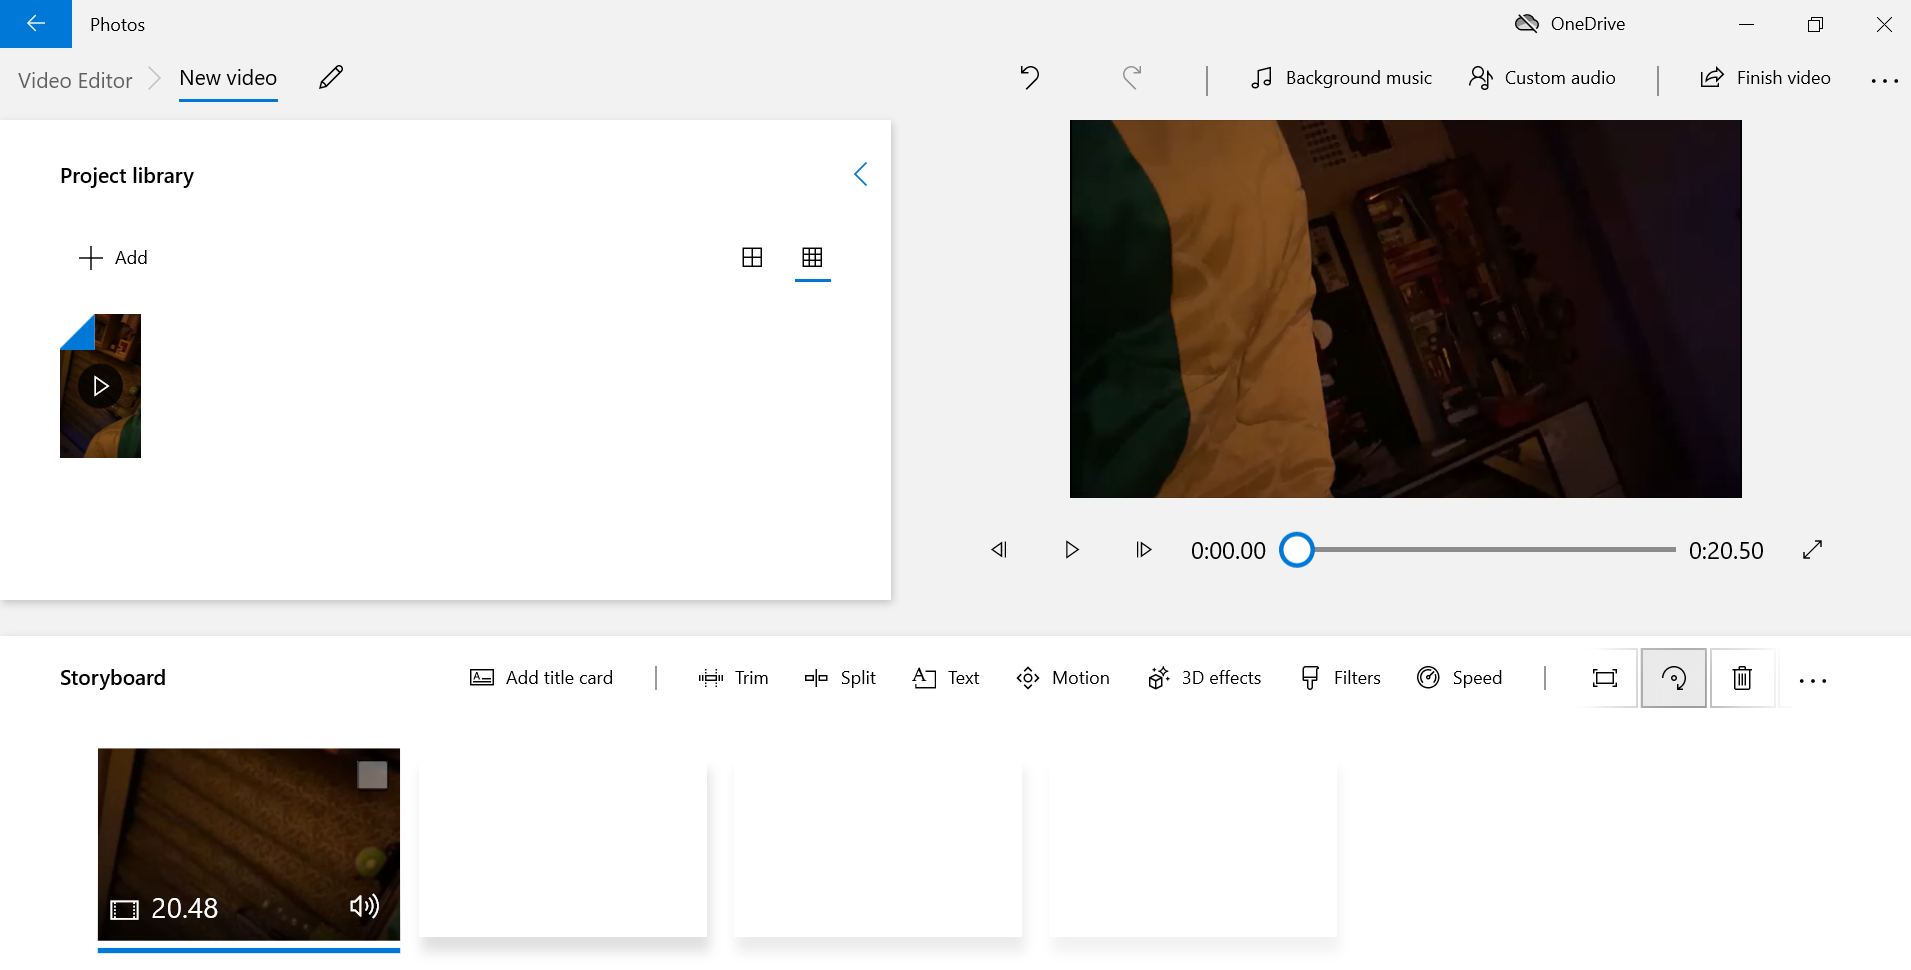 Photos
OneDrive
Video Editor
New video
Background music
Custom audio
Finish video
Project library
Add
0:00.00
0:20.50
Storyboard
Add title card
Trim
Split
Text
Motion
3D effects
Filters
Speed
20.48